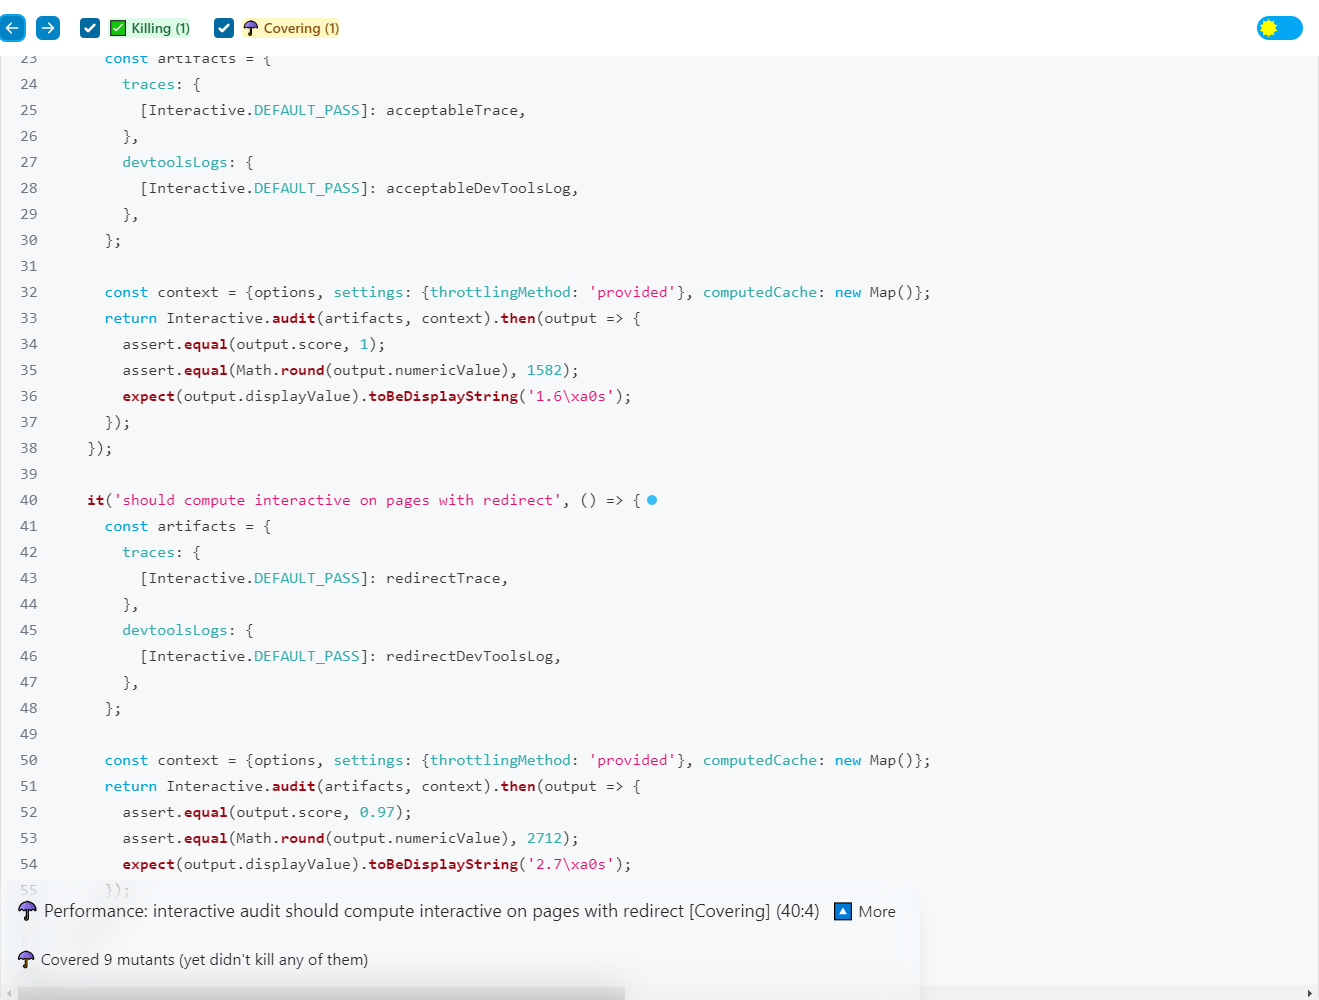 Killing (1) Covering (1)
23 const artifacts = {
24 traces: {
25 [Interactive.DEFAULT_PASS]: acceptableTrace,
26 },
27 devtoolsLogs: {
28 [Interactive.DEFAULT_PASS]: acceptableDevToolsLog,
29 },
30 };
31
32 const context = {options, settings: {throttlingMethod: 'provided'}, computedCache: new Map()};
33 return Interactive.audit(artifacts, context).then(output => {
34 assert.equal(output.score, 1);
35 assert.equal(Math.round(output.numericValue), 1582);
36 expect(output.displayValue).toBeDisplayString('1.6\xa0s');
37 });
38 });
39
40 it('should compute interactive on pages with redirect', () => {
41 const artifacts = {
42 traces: {
43 [Interactive.DEFAULT_PASS]: redirectTrace,
44 },
45 devtoolsLogs: {
46 [Interactive.DEFAULT_PASS]: redirectDevToolsLog,
47 },
48 };
49
50 const context = {options, settings: {throttlingMethod: 'provided'}, computedCache: new Map()};
51 return Interactive.audit(artifacts, context).then(output => {
52 assert.equal(output.score, 0.97);
53 assert.equal(Math.round(output.numericValue), 2712);
54 expect(output.displayValue).toBeDisplayString('2.7\xa0s');
55 });
Performance: interactive audit should compute interactive on pages with redirect [Covering] (40:4) More
Covered 9 mutants (yet didn't kill any of them)